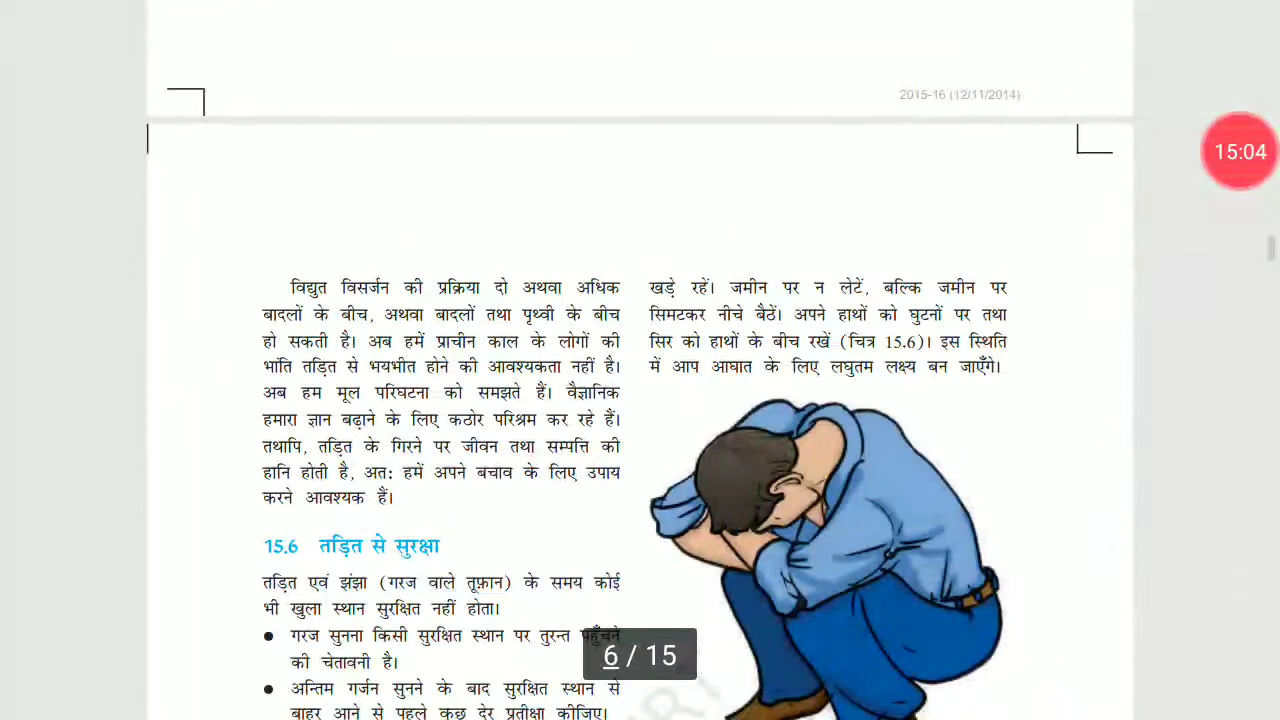 2015-16 (12/11/2014)
15:04
विद्युत विसर्जन की प्रक्रिया दो अथवा अधिक
बादलों के बीच, अथवा बादलों तथा पृथ्वी के बीच
हो सकती है। अब हमें प्राचीन काल के लोगों की
भांति तड़ित से भयभीत होने की आवश्यकता नहीं है।
अब हम मूल परिघटना को समझते हैं। वैज्ञानिक
हमारा ज्ञान बढ़ाने के लिए कठोर परिश्रम कर रहे हैं।
तथापि, तड़ित के गिरने पर जीवन तथा सम्पत्ति की
हानि होती है, अतः हमें अपने बचाव के लिए उपाय
करने आवश्यक हैं।
15.6 तड़ित से सुरक्षा
तड़ित एवं झंझा (गरज वाले तूफ़ान) के समय कोई
भी खुला स्थान सुरक्षित नहीं होता।
● गरज सुनना किसी सुरक्षित स्थान पर तुरन्त पहुँचने
की चेतावनी है।
● अन्तिम गर्जन सुनने के बाद सुरक्षित स्थान से
बाहर आने से पहले कुछ देर प्रतीक्षा कीजिए।
खड़े रहें। जमीन पर न लेटें, बल्कि जमीन पर
सिमटकर नीचे बैठें। अपने हाथों को घुटनों पर तथा
सिर को हाथों के बीच रखें (चित्र 15.6)। इस स्थिति
में आप आघात के लिए लघुतम लक्ष्य बन जाएँगे।
6 / 15